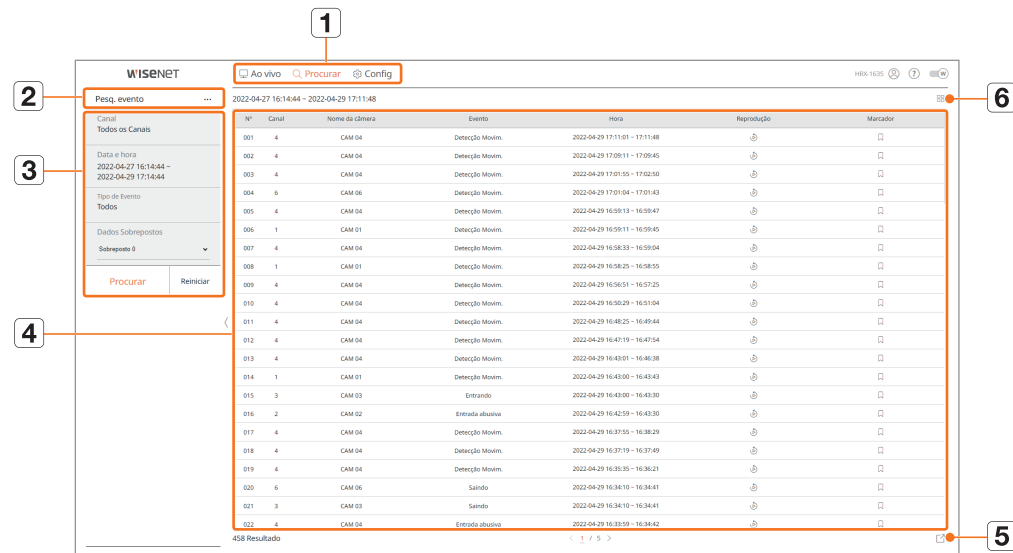 1
WISENET
Ao vivo Procurar Config
HRX-1635 ? W
2
Pesq. evento ...
2022-04-27 16:14:44 ~ 2022-04-29 17:11:48
6
3
Canal
Todos os Canais
Data e hora
2022-04-27 16:14:44 ~
2022-04-29 17:14:44
Tipo de Evento
Todos
Dados Sobrepostos
Sobreposto 0
Procurar Reiniciar
4
Nº Canal Nome da câmera Evento Hora Reprodução Marcador
001 4 CAM 04 Detecção Movim. 2022-04-29 17:11:01 ~ 17:11:48
002 4 CAM 04 Detecção Movim. 2022-04-29 17:09:11 ~ 17:09:45
003 4 CAM 04 Detecção Movim. 2022-04-29 17:01:55 ~ 17:02:50
004 6 CAM 06 Detecção Movim. 2022-04-29 17:01:04 ~ 17:01:43
005 4 CAM 04 Detecção Movim. 2022-04-29 16:59:13 ~ 16:59:47
006 1 CAM 01 Detecção Movim. 2022-04-29 16:59:11 ~ 16:59:45
007 4 CAM 04 Detecção Movim. 2022-04-29 16:58:33 ~ 16:59:04
008 1 CAM 01 Detecção Movim. 2022-04-29 16:58:25 ~ 16:58:55
009 4 CAM 04 Detecção Movim. 2022-04-29 16:56:51 ~ 16:57:25
010 4 CAM 04 Detecção Movim. 2022-04-29 16:50:29 ~ 16:51:04
011 4 CAM 04 Detecção Movim. 2022-04-29 16:48:25 ~ 16:49:44
012 4 CAM 04 Detecção Movim. 2022-04-29 16:47:19 ~ 16:47:54
013 4 CAM 04 Detecção Movim. 2022-04-29 16:43:01 ~ 16:46:38
014 1 CAM 01 Detecção Movim. 2022-04-29 16:43:00 ~ 16:43:43
015 3 CAM 03 Entrando 2022-04-29 16:43:00 ~ 16:43:30
016 2 CAM 02 Entrada abusiva 2022-04-29 16:42:59 ~ 16:43:30
017 4 CAM 04 Detecção Movim. 2022-04-29 16:37:55 ~ 16:38:29
018 4 CAM 04 Detecção Movim. 2022-04-29 16:37:19 ~ 16:37:49
019 4 CAM 04 Detecção Movim. 2022-04-29 16:35:35 ~ 16:36:21
020 6 CAM 06 Saindo 2022-04-29 16:34:10 ~ 16:34:41
021 3 CAM 03 Saindo 2022-04-29 16:34:10 ~ 16:34:41
022 4 CAM 04 Entrada abusiva 2022-04-29 16:33:59 ~ 16:34:42
458 Resultado < 1 / 5 >
5